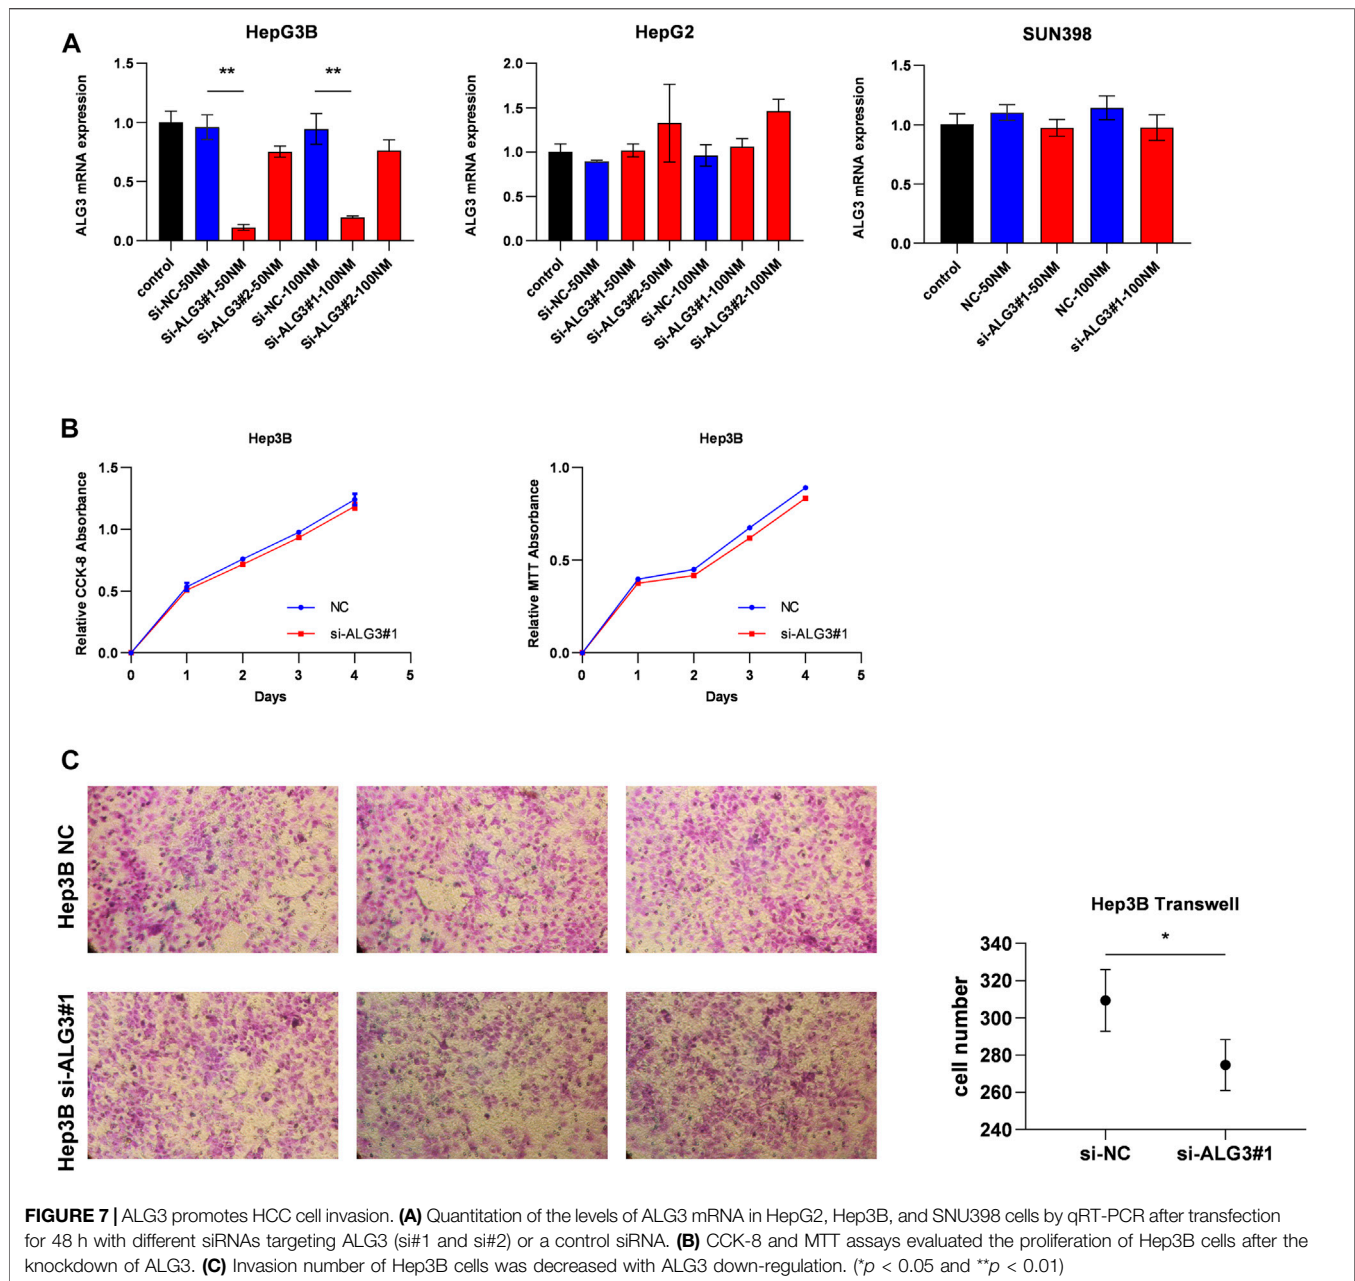 A
HepG3B
ALG3 mRNA expression
1.5
1.0
0.5
0.0
**
**
control
Si-NC-50NM
Si-ALG3#1-50NM
Si-ALG3#2-50NM
Si-NC-100NM
Si-ALG3#1-100NM
Si-ALG3#2-100NM
HepG2
ALG3 mRNA expression
2.0
1.5
1.0
0.5
0.0
control
Si-NC-50NM
Si-ALG3#1-50NM
Si-ALG3#2-50NM
Si-NC-100NM
Si-ALG3#1-100NM
Si-ALG3#2-100NM
SUN398
ALG3 mRNA expression
1.5
1.0
0.5
0.0
control
NC-50NM
si-ALG3#1-50NM
NC-100NM
si-ALG3#1-100NM
B
Hep3B
Relative CCK-8 Absorbance
1.5
1.0
0.5
0.0
NC
si-ALG3#1
0 1 2 3 4 5
Days
Hep3B
Relative MTT Absorbance
1.0
0.5
0.0
NC
si-ALG3#1
0 1 2 3 4 5
Days
C
Hep3B NC
Hep3B si-ALG3#1
Hep3B Transwell
cell number
340
320
300
280
260
240
*
si-NC si-ALG3#1
FIGURE 7 | ALG3 promotes HCC cell invasion. (A) Quantitation of the levels of ALG3 mRNA in HepG2, Hep3B, and SNU398 cells by qRT-PCR after transfection
for 48 h with different siRNAs targeting ALG3 (si#1 and si#2) or a control siRNA. (B) CCK-8 and MTT assays evaluated the proliferation of Hep3B cells after the
knockdown of ALG3. (C) Invasion number of Hep3B cells was decreased with ALG3 down-regulation. (*p < 0.05 and **p < 0.01)